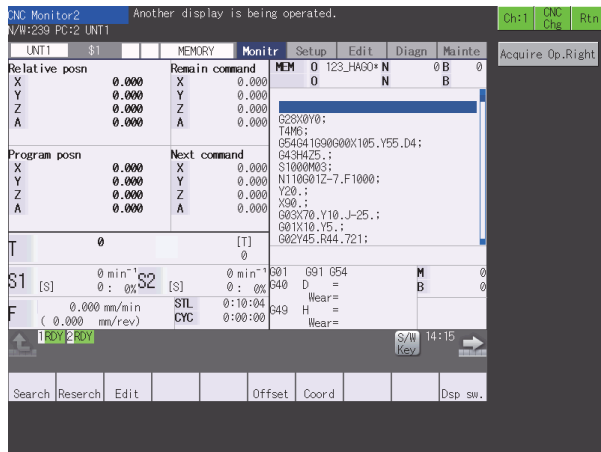 CNC Monitor2 Another display is being operated.
N/W:239 PC:2 UNT1
Ch:1 CNC Chg Rtn
Acquire Op.Right
UNT1 $1 MEMORY Monitr Setup Edit Diagn Mainte
Relative posn Remain command
X 0.000 X 0.000
Y 0.000 Y 0.000
Z 0.000 Z 0.000
A 0.000 A 0.000
Program posn Next command
X 0.000 X 0.000
Y 0.000 Y 0.000
Z 0.000 Z 0.000
A 0.000 A 0.000
MEM O 123_HAGO* N 0 B 0
O N B
G28X0Y0;
T4M6;
G54G41G90G00X105.Y55.D4;
G43H4Z5.;
S1000M03;
N110G01Z-7.F1000;
Y20.;
X90.;
G03X70.Y10.J-25.;
G01X10.Y5.;
G02Y45.R44.721;
T 0 [T]
0
S1 [S] 0 min-1 0 : 0% S2 [S] 0 min-1 0 : 0%
F 0.000 mm/min
( 0.000 mm/rev)
STL 0:10:04
CYC 0:00:00
G01 G91 G54 M 0
G40 D = B 0
Wear=
G49 H =
Wear=
1 RDY 2 RDY S/W Key 14:15
Search Reserch Edit Offset Coord Dsp sw.